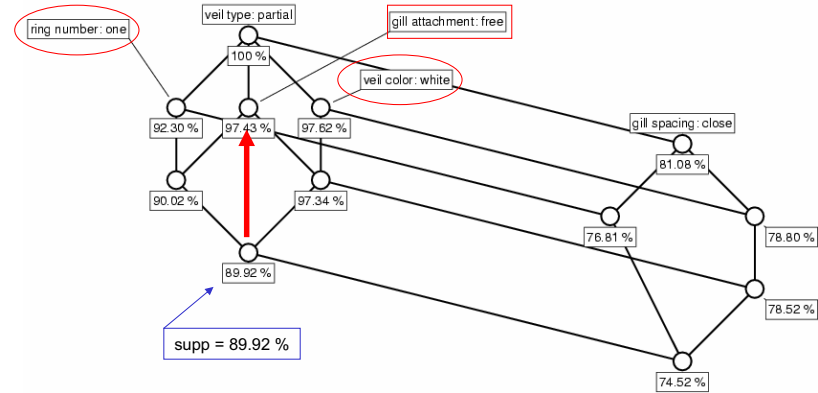 veil type: partial
ring number: one
gill attachment: free
100 %
veil color: white
92.30 %
97.43 %
97.62 %
gill spacing: close
81.08 %
90.02 %
97.34 %
76.81 %
78.80 %
89.92 %
78.52 %
supp = 89.92 %
74.52 %